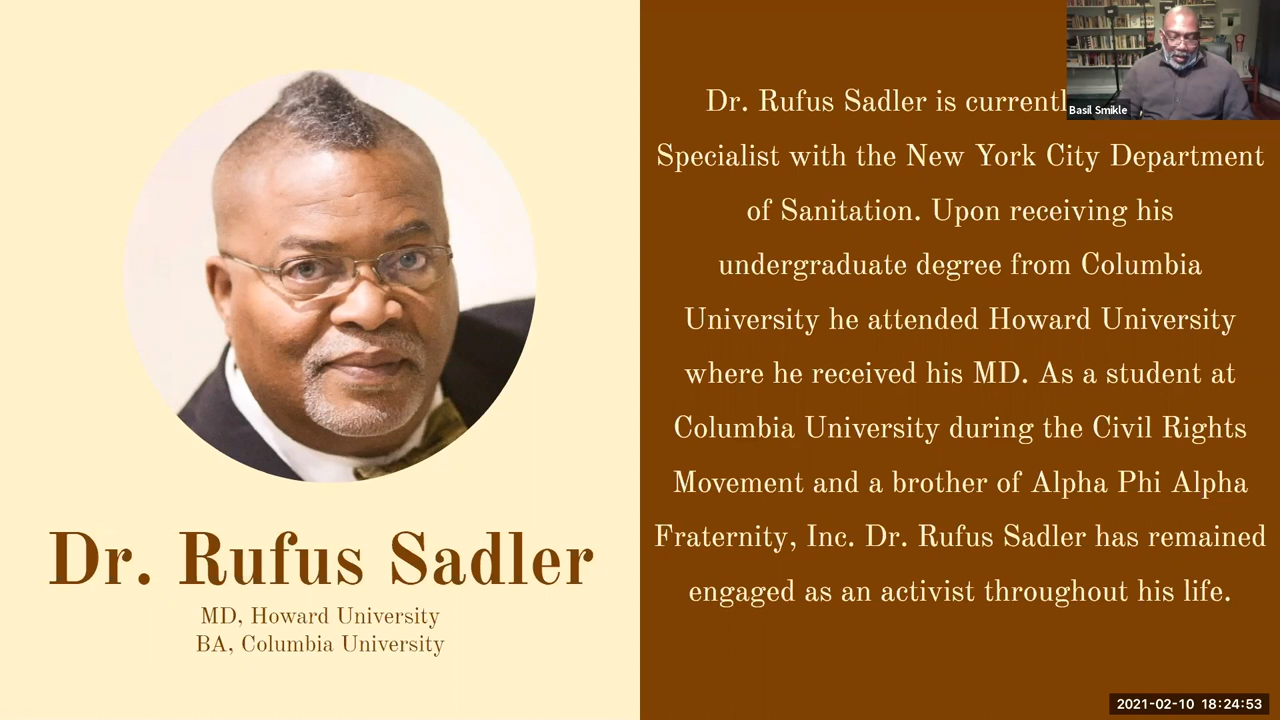 Dr. Rufus Sadler is
Specialist with the New York City Department
of Sanitation. Upon receiving his
undergraduate degree from Columbia
University he attended Howard University
where he received his MD. As a student at
Columbia University during the Civil Rights
Movement and a brother of Alpha Phi Alpha
Fraternity, Inc. Dr. Rufus Sadler has remained
engaged as an activist throughout his life.
Basil Smikle
Dr. Rufus Sadler
MD, Howard University
BA, Columbia University
2021-02-10 18:24:53